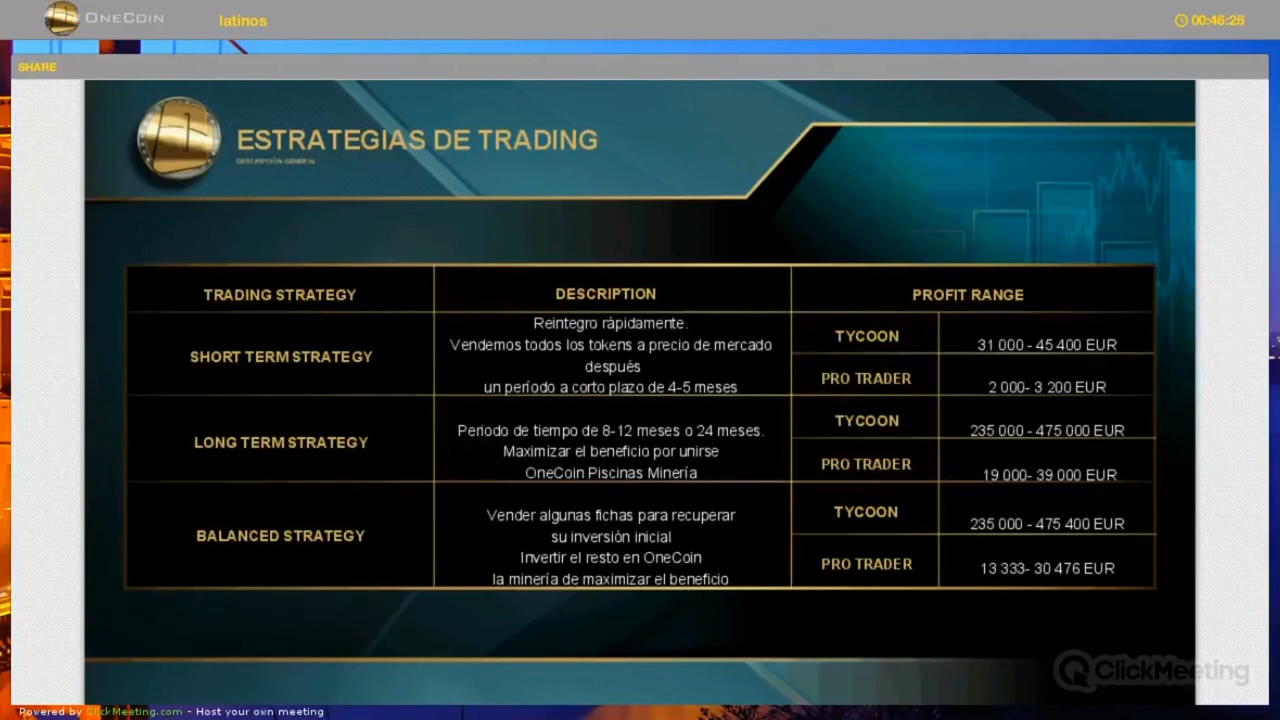 ONECOIN
latinos
00:46:26
SHARE
ESTRATEGIAS DE TRADING
DESCRIPCIÓN GENERAL
TRADING STRATEGY
DESCRIPTION
PROFIT RANGE
SHORT TERM STRATEGY
Reintegro rápidamente.
Vendemos todos los tokens a precio de mercado
después
un período a corto plazo de 4-5 meses
TYCOON
31 000 - 45 400 EUR
PRO TRADER
2 000- 3 200 EUR
LONG TERM STRATEGY
Periodo de tiempo de 8-12 meses o 24 meses.
Maximizar el beneficio por unirse
OneCoin Piscinas Minería
TYCOON
235 000 - 475 000 EUR
PRO TRADER
19 000- 39 000 EUR
BALANCED STRATEGY
Vender algunas fichas para recuperar
su inversión inicial
Invertir el resto en OneCoin
la minería de maximizar el beneficio
TYCOON
235 000 - 475 400 EUR
PRO TRADER
13 333- 30 476 EUR
ClickMeeting
Powered by ClickMeeting.com - Host your own meeting